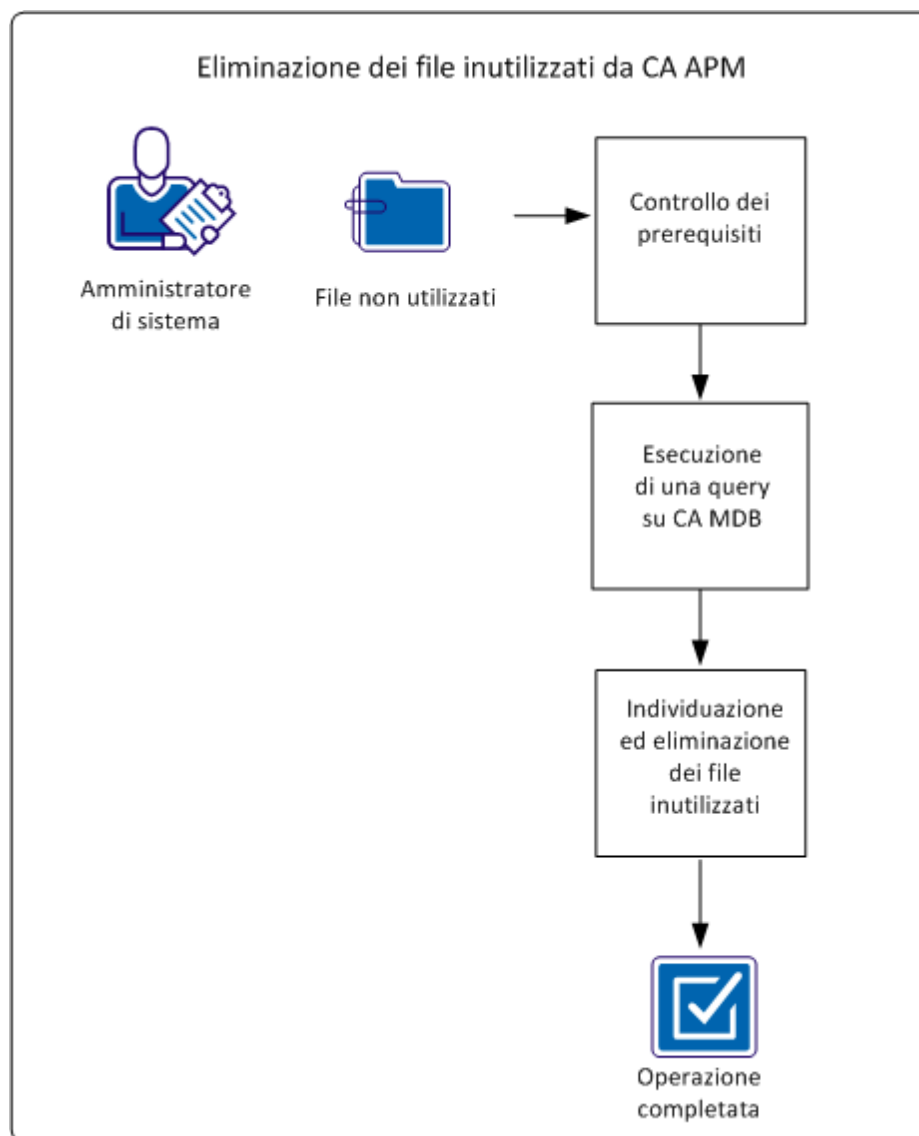 Eliminazione dei file inutilizzati da CA APM
Amministratore
di sistema
File non utilizzati
Controllo dei
prerequisiti
Esecuzione
di una query
su CA MDB
Individuazione
ed eliminazione
dei file
inutilizzati
Operazione
completata